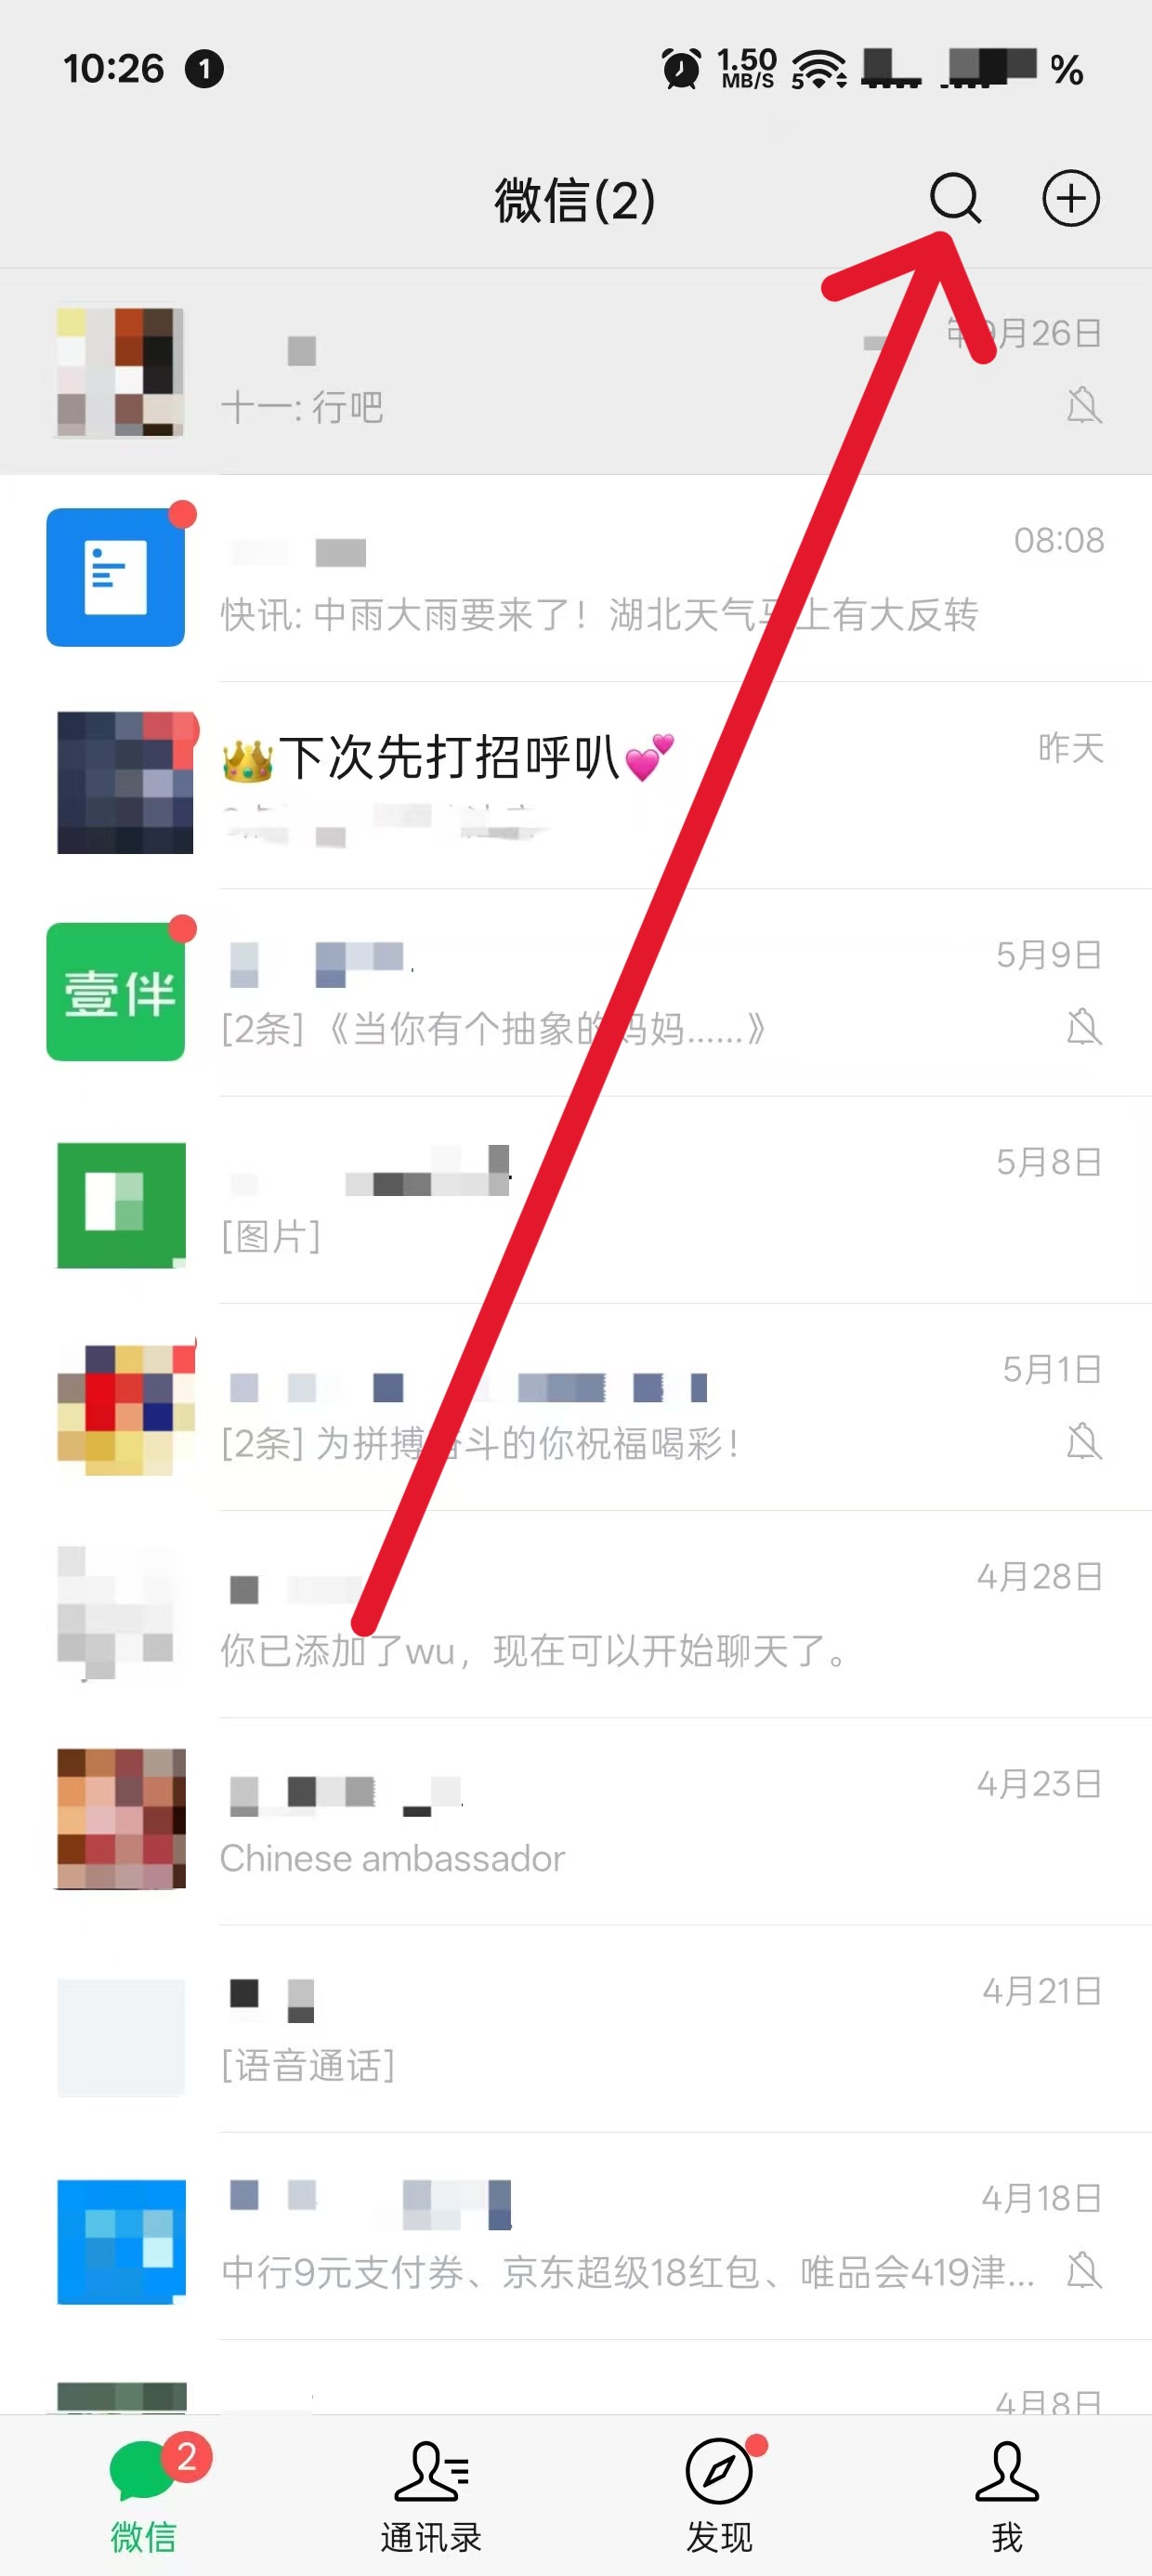 10:26 1 1.50 MB/S 5 %
微信(2)
9月26日
十一: 行吧
08:08
快讯: 中雨大雨要来了！湖北天气马上有大反转
👑下次先打招呼叭💕
昨天
5月9日
壹伴
[2条] 《当你有个抽象的妈妈……》
5月8日
[图片]
5月1日
[2条] 为拼搏奋斗的你祝福喝彩！
4月28日
你已添加了wu，现在可以开始聊天了。
4月23日
Chinese ambassador
4月21日
[语音通话]
4月18日
中行9元支付券、京东超级18红包、唯品会419津...
4月8日
2
微信 通讯录 发现 我